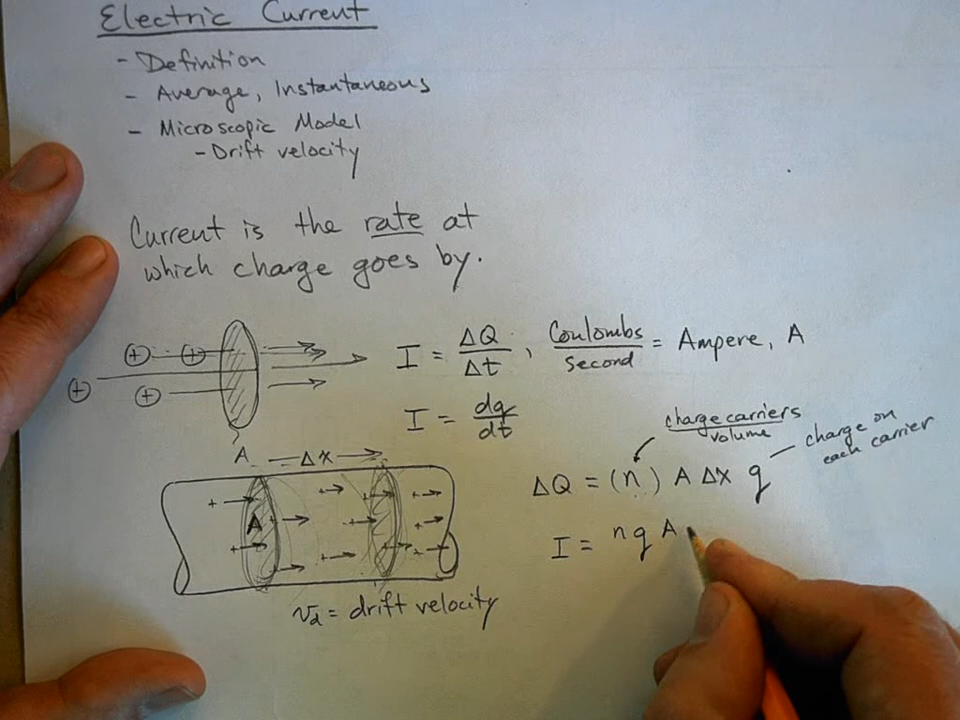 Electric Current
- Definition
- Average, Instantaneous
- Microscopic Model
- Drift velocity
Current is the rate at
which charge goes by.
+ + + +
A
I = ΔQ/Δt, Coulombs/second = Ampere, A
I = dq/dt
Δx
A
+ + + + + + + +
v_d = drift velocity
charge carriers/volume
charge on
each carrier
ΔQ = (n) A Δx q
I = n q A